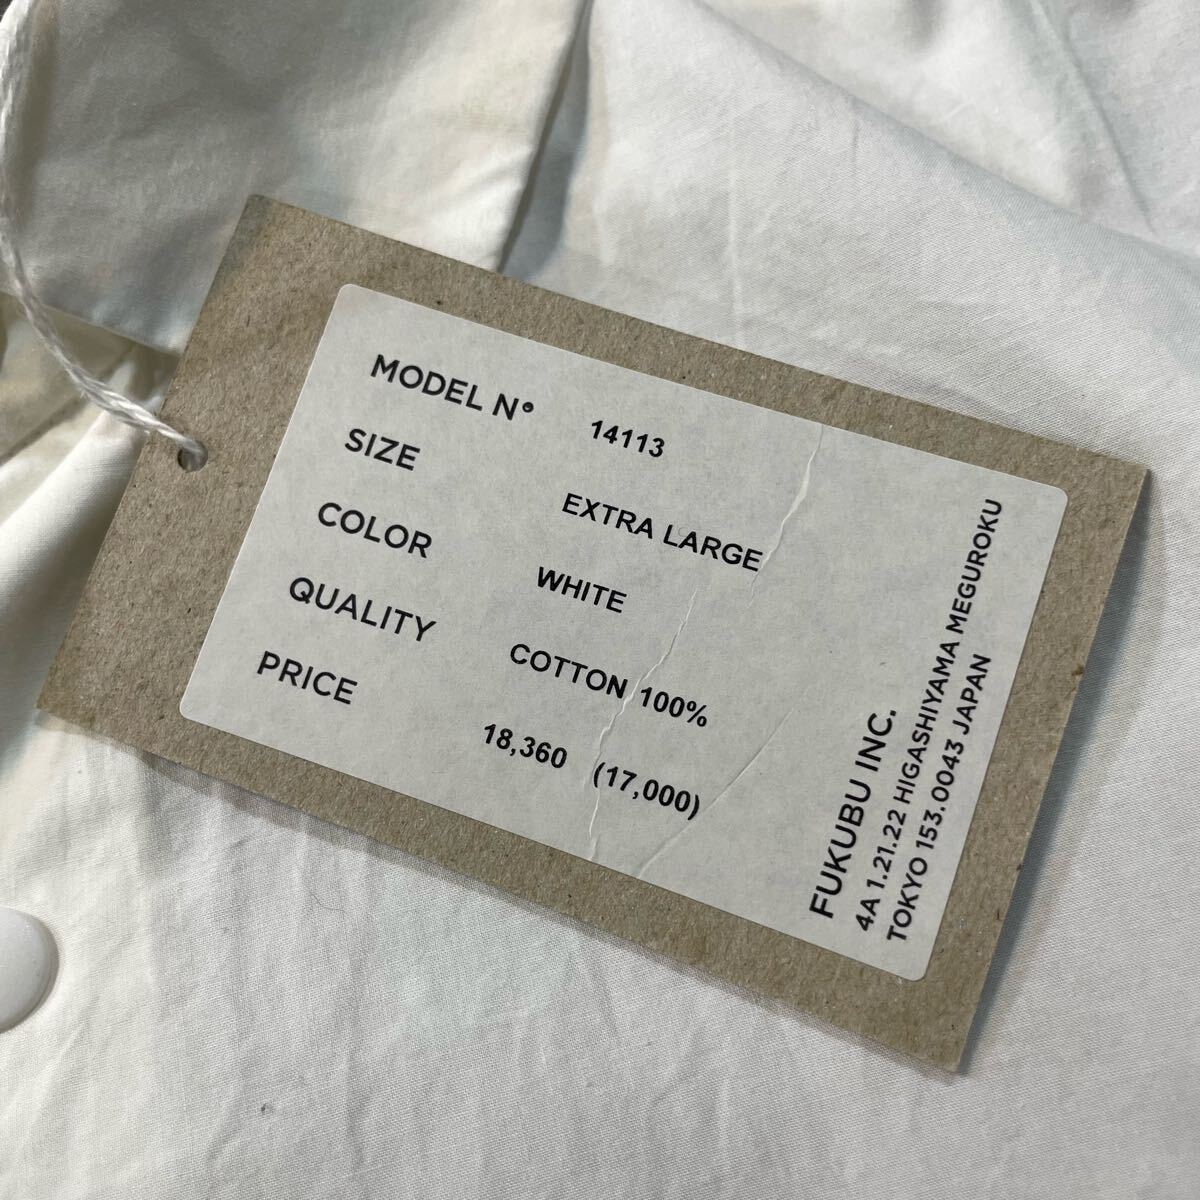 MODEL N° 14113
SIZE EXTRA LARGE
COLOR WHITE
QUALITY COTTON 100%
PRICE 18,360 (17,000)
FUKUBU INC.
4A 1.21.22 HIGASHIYAMA MEGUROKU
TOKYO 153.0043 JAPAN